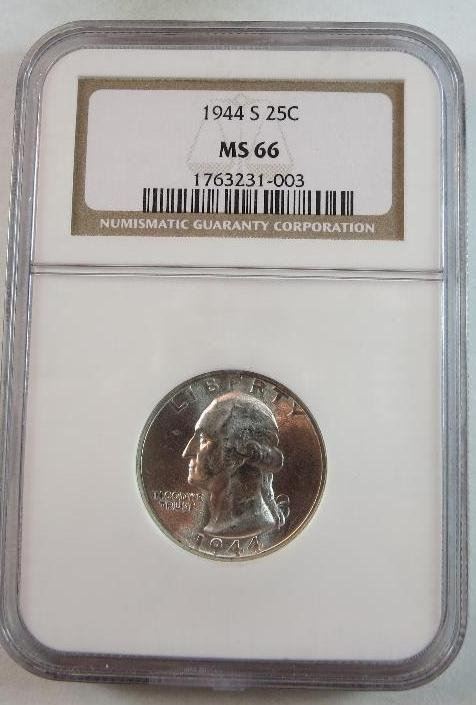 1944 S 25C
MS 66
1763231-003
NUMISMATIC GUARANTY CORPORATION
LIBERTY
IN GOD WE
TRUST
1944